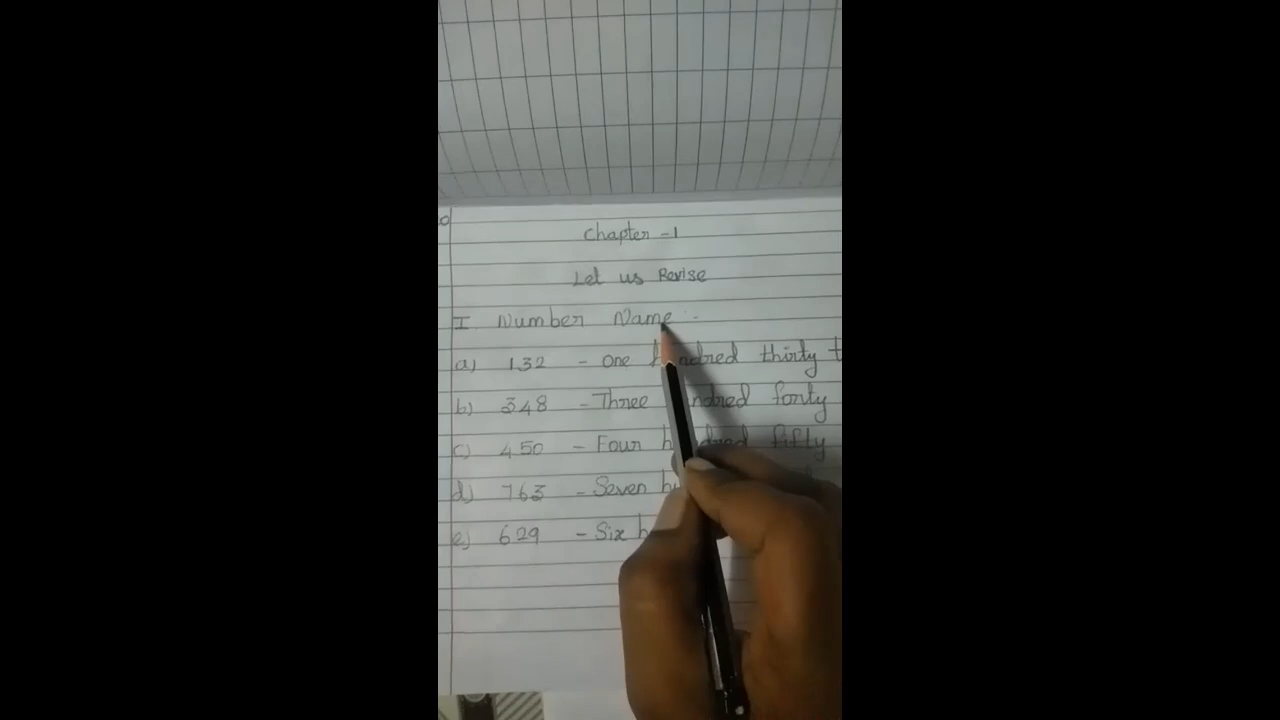 Chapter - 1
Let us Revise
I Number Name :-
a) 132 - One hundred thirty
b) 348 - Three hundred forty
c) 450 - Four hundred fifty
d) 763 - Seven
e) 629 - Six